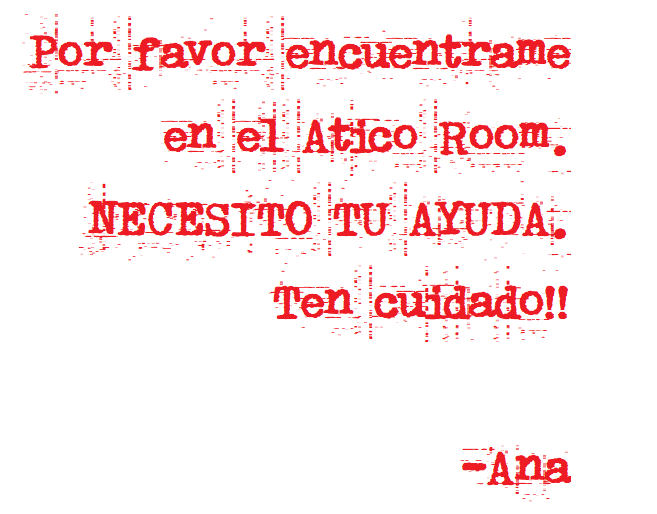 Por favor encuentrame
en el Atico Room.
NECESITO TU AYUDA.
Ten cuidado!!
-Ana